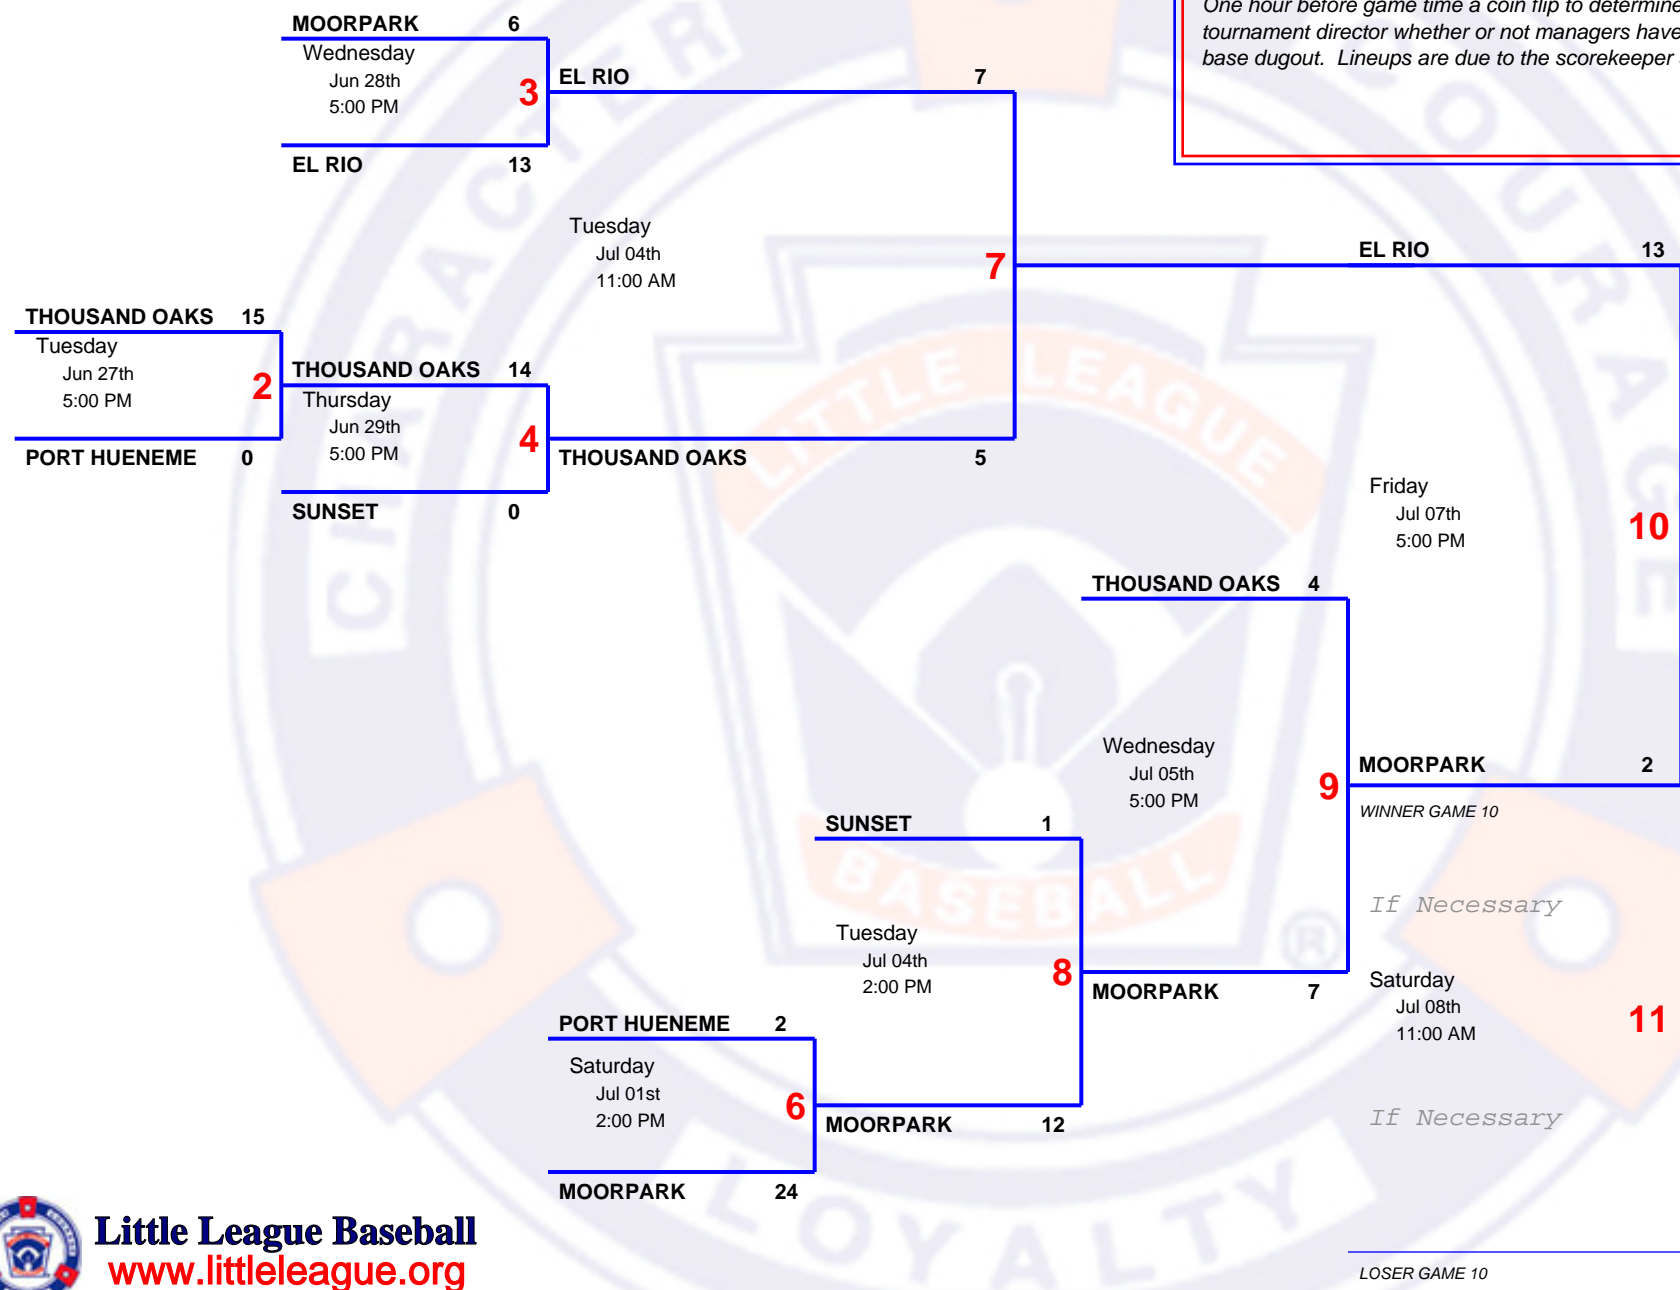 One hour before game time a coin flip to determine
tournament director whether or not managers have
base dugout. Lineups are due to the scorekeeper
MOORPARK 6
Wednesday
Jun 28th
5:00 PM
3
EL RIO 13
EL RIO 7
Tuesday
Jul 04th
11:00 AM
7
THOUSAND OAKS 15
Tuesday
Jun 27th
5:00 PM
2
PORT HUENEME 0
THOUSAND OAKS 14
Thursday
Jun 29th
5:00 PM
4
SUNSET 0
THOUSAND OAKS 5
EL RIO 13
Friday
Jul 07th
5:00 PM
10
THOUSAND OAKS 4
Wednesday
Jul 05th
5:00 PM
9
MOORPARK 2
WINNER GAME 10
SUNSET 1
Tuesday
Jul 04th
2:00 PM
8
MOORPARK 7
If Necessary
Saturday
Jul 08th
11:00 AM
11
If Necessary
PORT HUENEME 2
Saturday
Jul 01st
2:00 PM
6
MOORPARK 12
MOORPARK 24
LOSER GAME 10
Little League Baseball
www.littleleague.org
CHARACTER
COURAGE
LOYALTY
LITTLE LEAGUE
BASEBALL
®